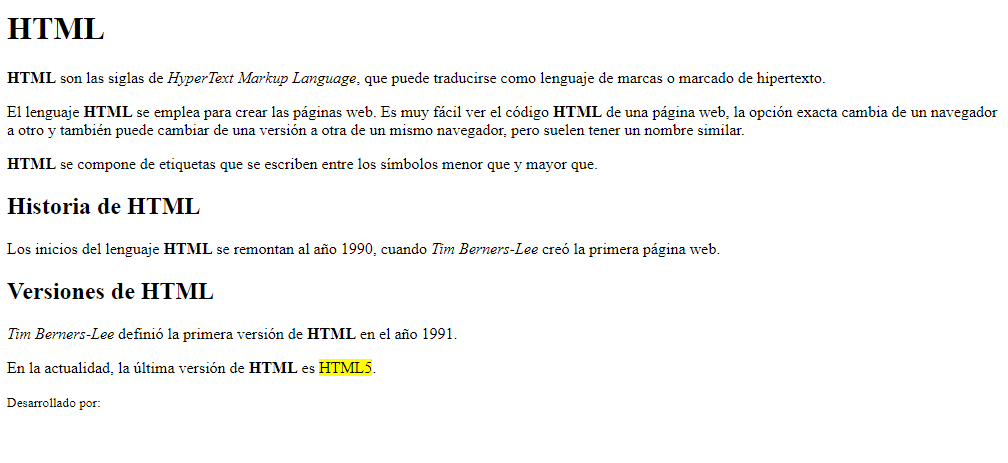 HTML
HTML son las siglas de HyperText Markup Language, que puede traducirse como lenguaje de marcas o marcado de hipertexto.
El lenguaje HTML se emplea para crear las páginas web. Es muy fácil ver el código HTML de una página web, la opción exacta cambia de un navegador
a otro y también puede cambiar de una versión a otra de un mismo navegador, pero suelen tener un nombre similar.
HTML se compone de etiquetas que se escriben entre los símbolos menor que y mayor que.
Historia de HTML
Los inicios del lenguaje HTML se remontan al año 1990, cuando Tim Berners-Lee creó la primera página web.
Versiones de HTML
Tim Berners-Lee definió la primera versión de HTML en el año 1991.
En la actualidad, la última versión de HTML es HTML5.
Desarrollado por: